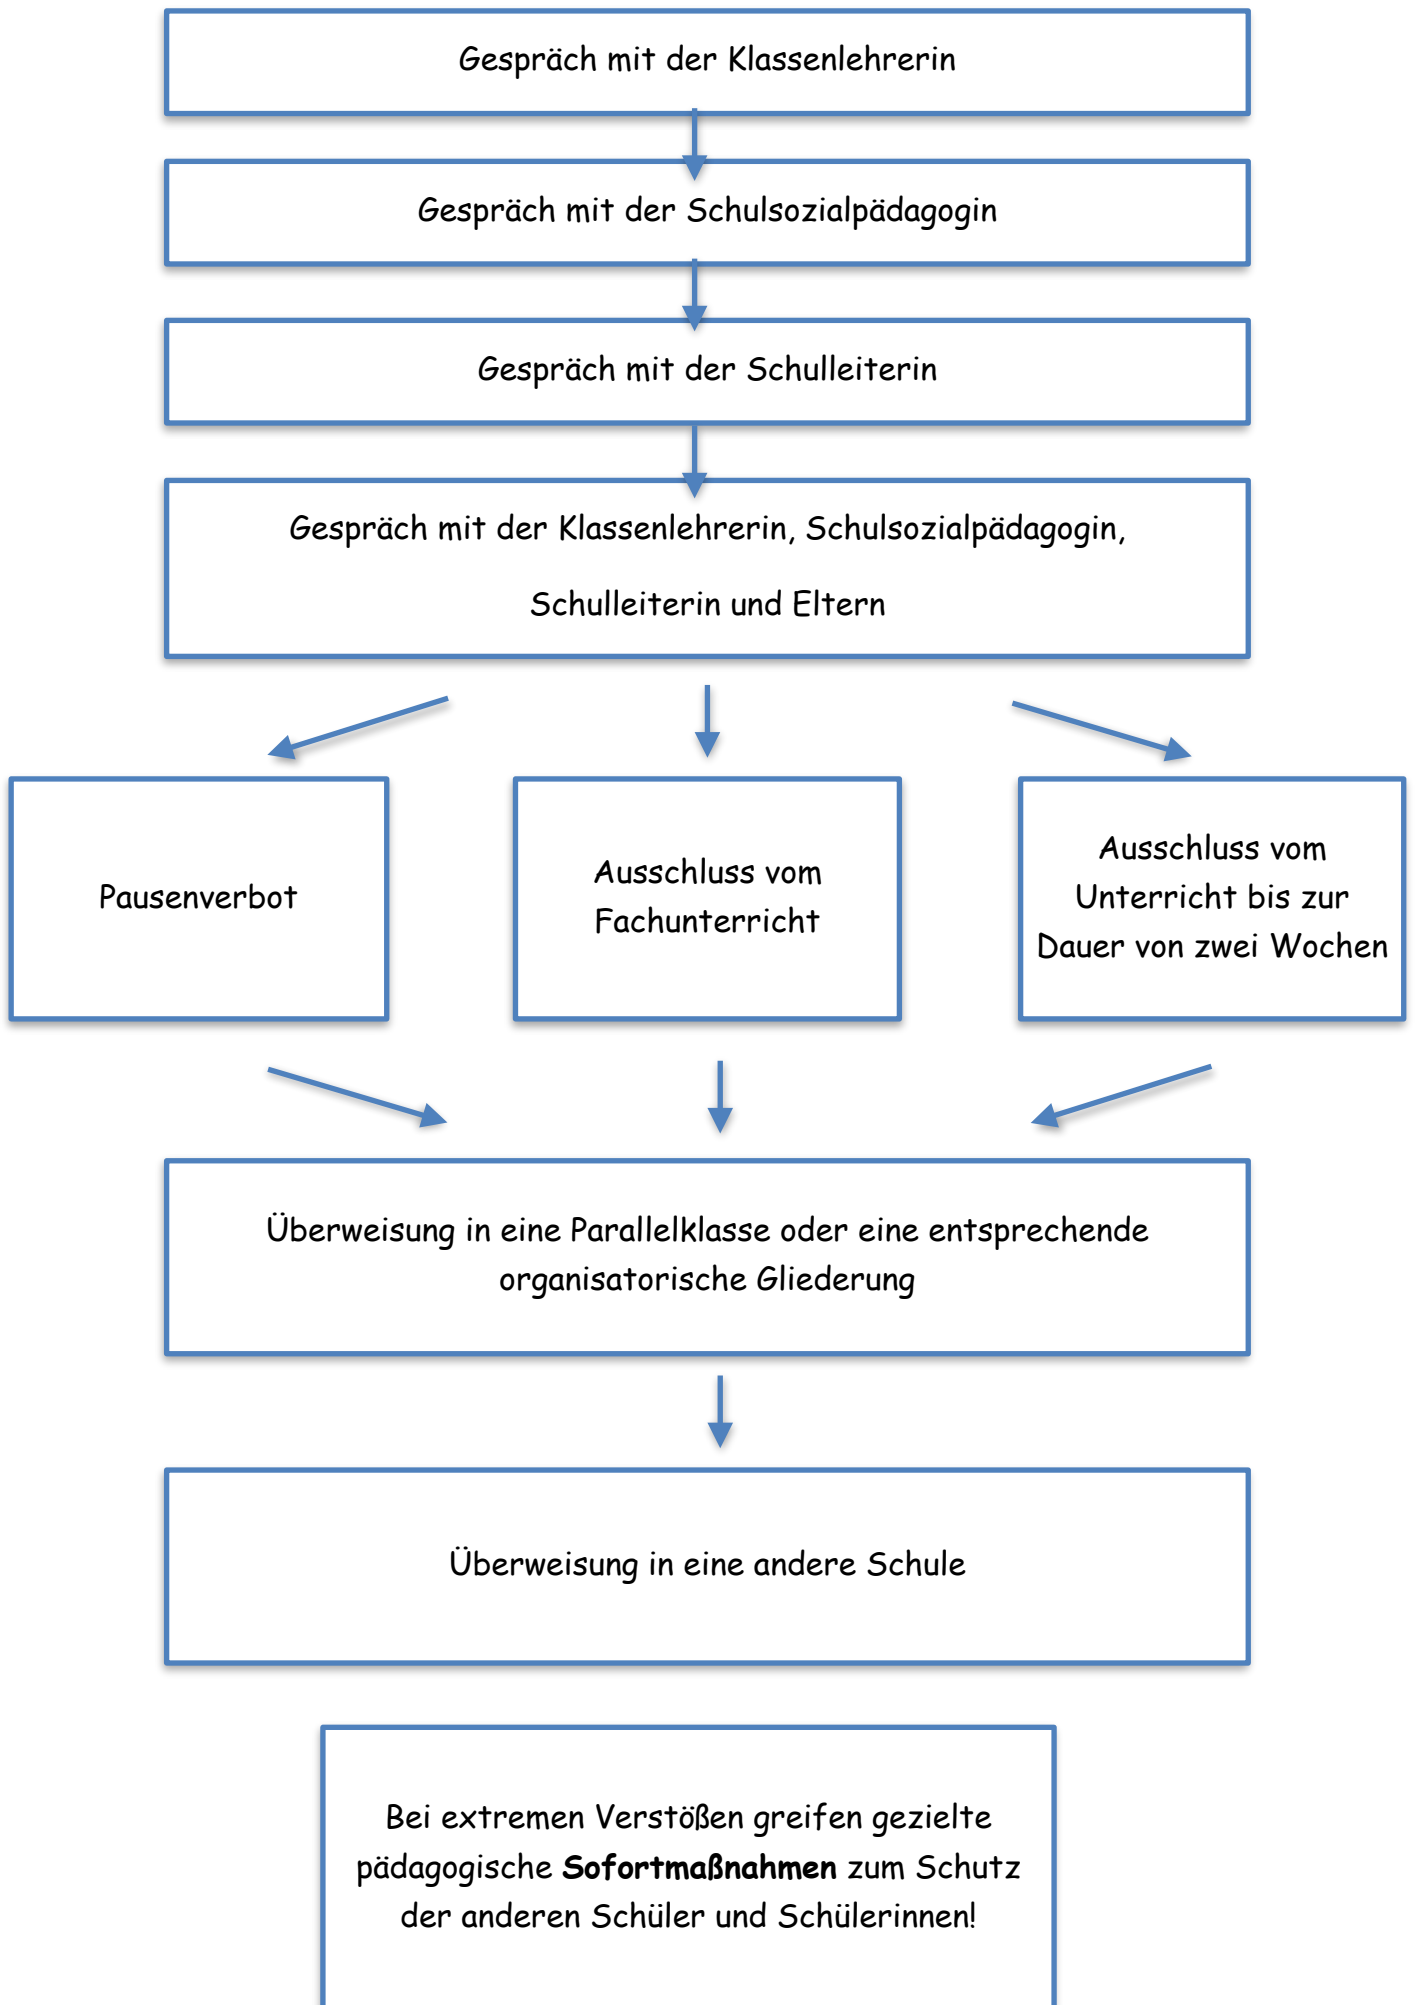 Gespräch mit der Klassenlehrerin
Gespräch mit der Schulsozialpädagogin
Gespräch mit der Schulleiterin
Gespräch mit der Klassenlehrerin, Schulsozialpädagogin,
Schulleiterin und Eltern
Pausenverbot
Ausschluss vom
Fachunterricht
Ausschluss vom
Unterricht bis zur
Dauer von zwei Wochen
Überweisung in eine Parallelklasse oder eine entsprechende
organisatorische Gliederung
Überweisung in eine andere Schule
Bei extremen Verstößen greifen gezielte
pädagogische Sofortmaßnahmen zum Schutz
der anderen Schüler und Schülerinnen!